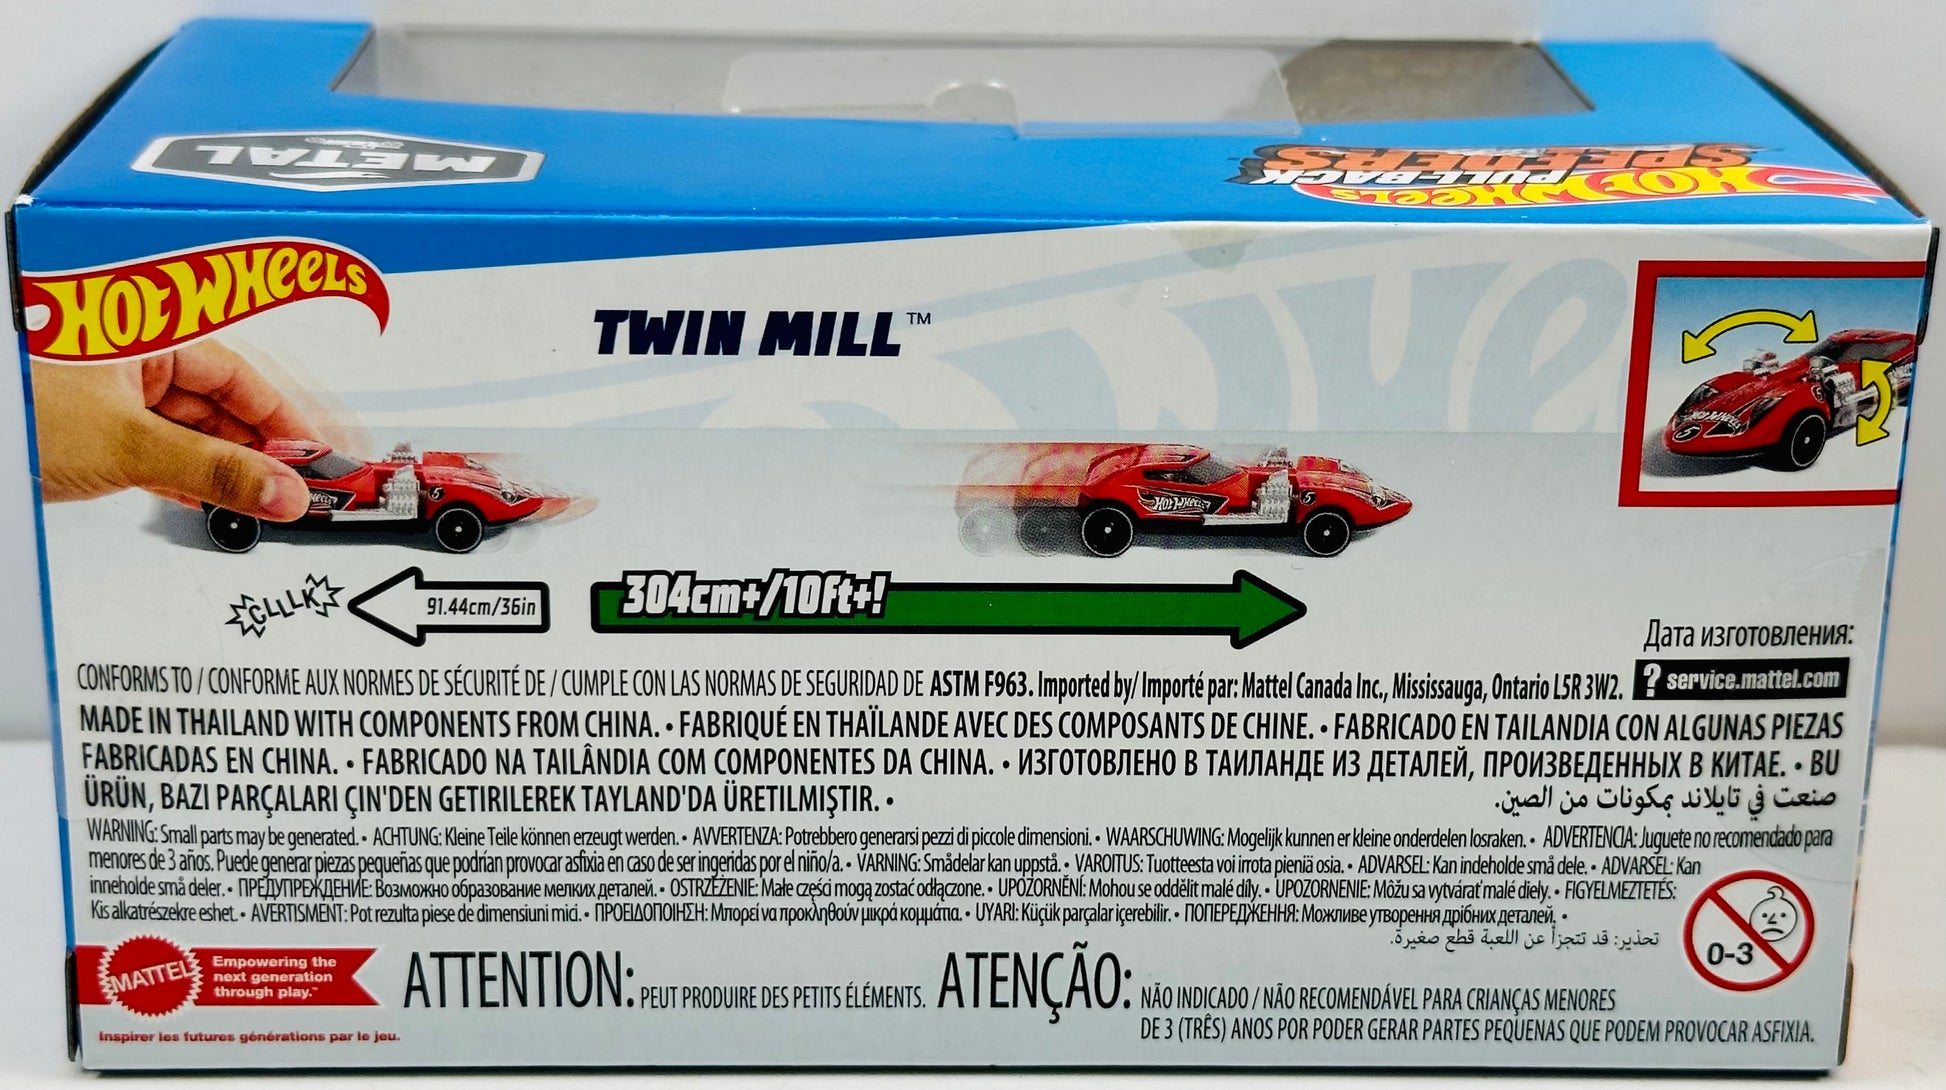 METAL
HOT WHEELS
PULL-BACK
SPEEDERS
HOT WHEELS
TWIN MILL™
CLLLK
91.44cm/36in
304cm+/10ft+!
Дата изготовления:
CONFORMS TO / CONFORME AUX NORMES DE SÉCURITÉ DE / CUMPLE CON LAS NORMAS DE SEGURIDAD DE ASTM F963. Imported by/ Importé par: Mattel Canada Inc., Mississauga, Ontario L5R 3W2.
? service.mattel.com
MADE IN THAILAND WITH COMPONENTS FROM CHINA. • FABRIQUÉ EN THAÏLANDE AVEC DES COMPOSANTS DE CHINE. • FABRICADO EN TAILANDIA CON ALGUNAS PIEZAS
FABRICADAS EN CHINA. • FABRICADO NA TAILÂNDIA COM COMPONENTES DA CHINA. • ИЗГОТОВЛЕНО В ТАИЛАНДЕ ИЗ ДЕТАЛЕЙ, ПРОИЗВЕДЕННЫХ В КИТАЕ. • BU
ÜRÜN, BAZI PARÇALARI ÇIN'DEN GETIRILEREK TAYLAND'DA ÜRETILMIŞTIR. •
صنعت في تايلاند بمكونات من الصين.
WARNING: Small parts may be generated. • ACHTUNG: Kleine Teile können erzeugt werden. • AVVERTENZA: Potrebbero generarsi pezzi di piccole dimensioni. • WAARSCHUWING: Mogelijk kunnen er kleine onderdelen losraken. • ADVERTENCIA: Juguete no recomendado para
menores de 3 años. Puede generar piezas pequeñas que podrían provocar asfixia en caso de ser ingeridas por el niño/a. • VARNING: Smådelar kan uppstå. • VAROITUS: Tuotteesta voi irrota pieniä osia. • ADVARSEL: Kan indeholde små dele. • ADVARSEL: Kan
inneholde små deler. • ПРЕДУПРЕЖДЕНИЕ: Возможно образование мелких деталей. • OSTRZEŻENIE: Małe części mogą zostać odłączone. • UPOZORNĚNÍ: Mohou se oddělit malé díly. • UPOZORNENIE: Môžu sa vytvárať malé diely. • FIGYELMEZTETÉS:
Kis alkatrészekre eshet. • AVERTISMENT: Pot rezulta piese de dimensiuni mici. • ΠΡΟΕΙΔΟΠΟΙΗΣΗ: Μπορεί να προκληθούν μικρά κομμάτια. • UYARI: Küçük parçalar içerebilir. • ПОПЕРЕДЖЕННЯ: Можливе утворення дрібних деталей. •
تحذير: قد تتجزأ عن اللعبة قطع صغيرة.
0-3
MATTEL
Empowering the
next generation
through play.™
Inspirer les futures générations par le jeu.
ATTENTION: PEUT PRODUIRE DES PETITS ÉLÉMENTS.
ATENÇÃO: NÃO INDICADO / NÃO RECOMENDÁVEL PARA CRIANÇAS MENORES
DE 3 (TRÊS) ANOS POR PODER GERAR PARTES PEQUENAS QUE PODEM PROVOCAR ASFIXIA.